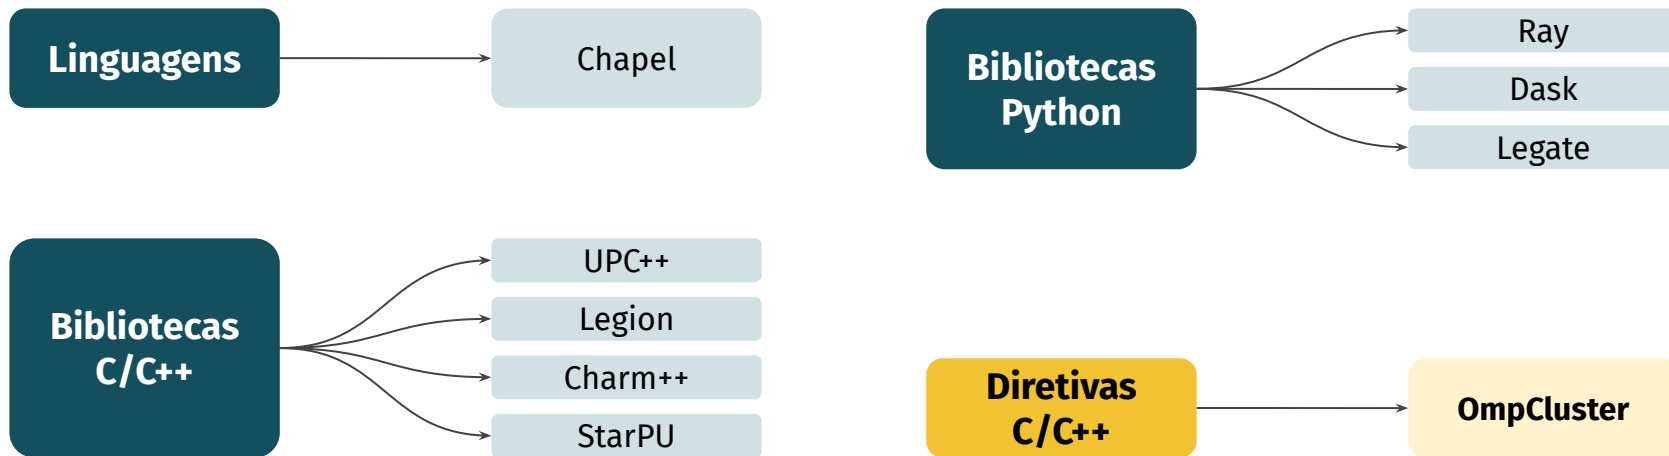 Linguagens
Chapel
Bibliotecas
Python
Ray
Dask
Legate
Bibliotecas
C/C++
UPC++
Legion
Charm++
StarPU
Diretivas
C/C++
OmpCluster